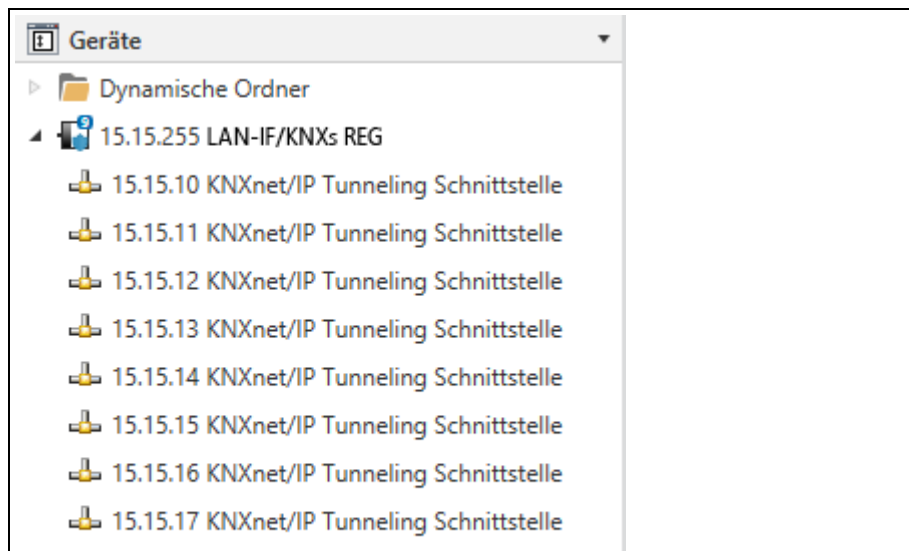 Geräte
Dynamische Ordner
9
15.15.255 LAN-IF/KNXs REG
15.15.10 KNXnet/IP Tunneling Schnittstelle
15.15.11 KNXnet/IP Tunneling Schnittstelle
15.15.12 KNXnet/IP Tunneling Schnittstelle
15.15.13 KNXnet/IP Tunneling Schnittstelle
15.15.14 KNXnet/IP Tunneling Schnittstelle
15.15.15 KNXnet/IP Tunneling Schnittstelle
15.15.16 KNXnet/IP Tunneling Schnittstelle
15.15.17 KNXnet/IP Tunneling Schnittstelle